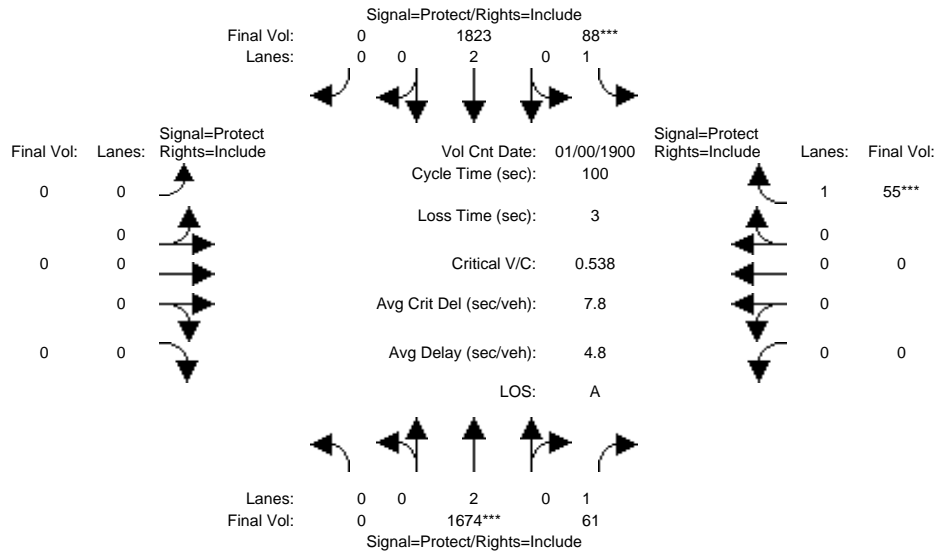 Signal=Protect/Rights=Include
Final Vol: 0 1823 88***
Lanes: 0 0 2 0 1
Signal=Protect
Final Vol: Lanes: Rights=Include
Vol Cnt Date: 01/00/1900
Signal=Protect
Rights=Include Lanes: Final Vol:
Cycle Time (sec): 100
0 0 1 55***
Loss Time (sec): 3
0 0
0 0 Critical V/C: 0.538 0 0
0 Avg Crit Del (sec/veh): 7.8 0
0 0 Avg Delay (sec/veh): 4.8 0 0
LOS: A
Lanes: 0 0 2 0 1
Final Vol: 0 1674*** 61
Signal=Protect/Rights=Include